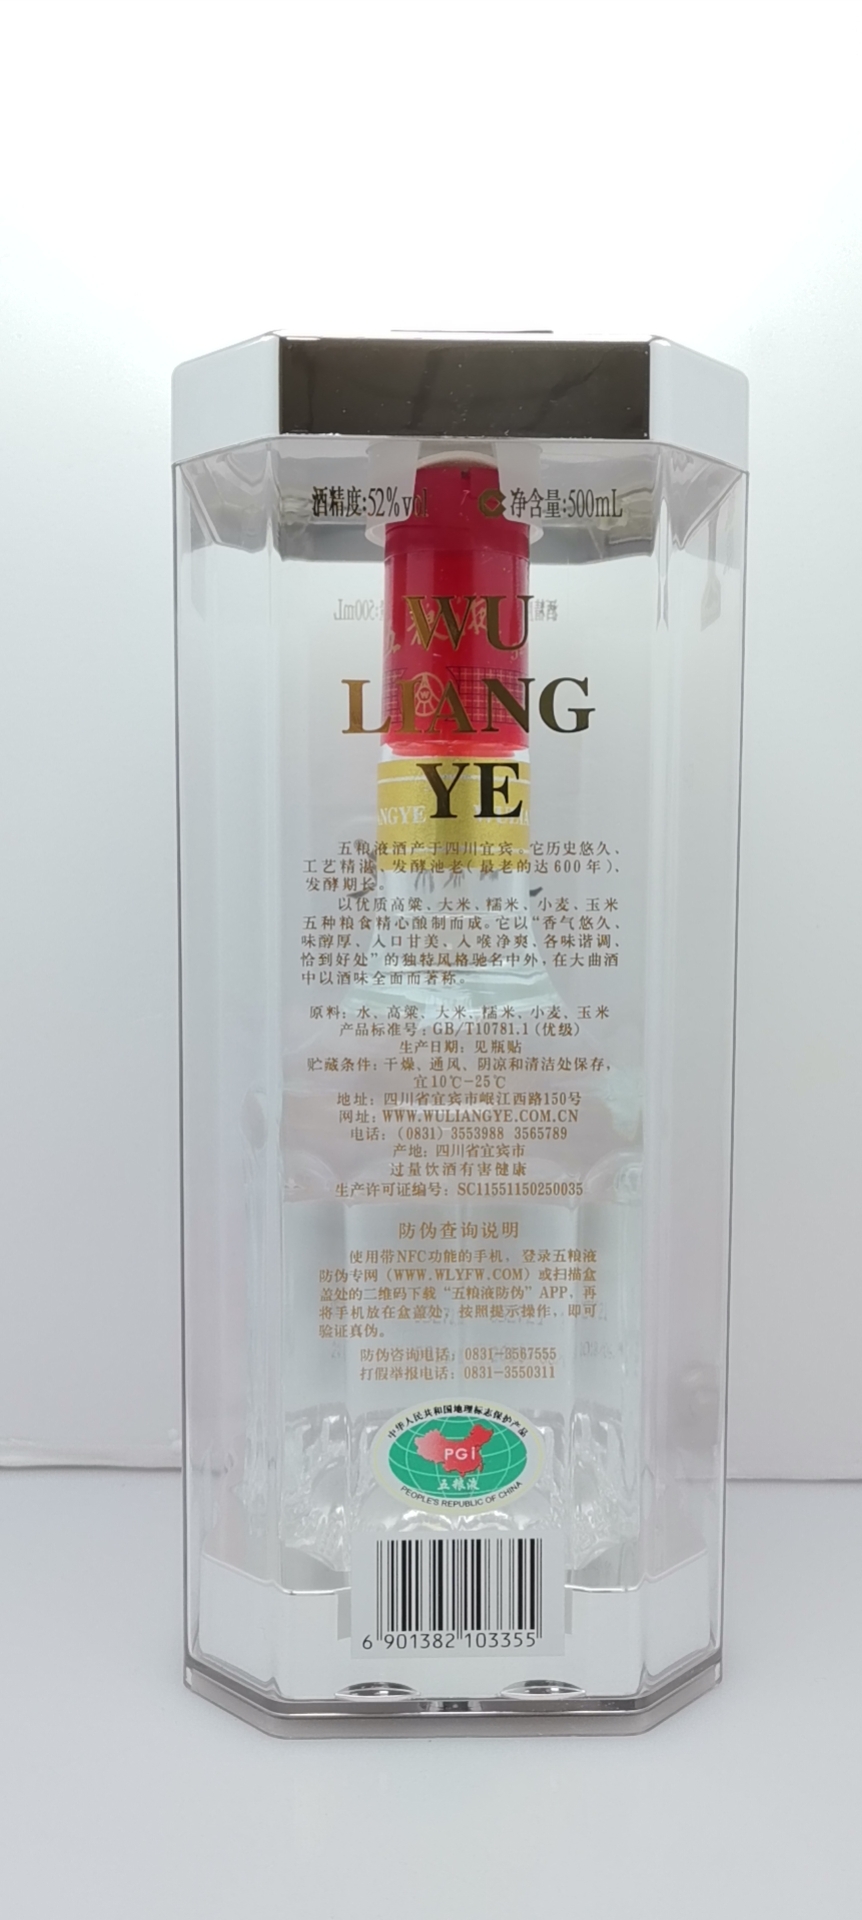 酒精度:52%vol 净含量:500mL
WU
LIANG
YE
五粮液酒产于四川宜宾。它历史悠久、
工艺精湛、发酵池老(最老的达600年)、
发酵期长。
以优质高粱、大米、糯米、小麦、玉米
五种粮食精心酿制而成。它以“香气悠久、
味醇厚、入口甘美、入喉净爽、各味谐调、
恰到好处”的独特风格驰名中外,在大曲酒
中以酒味全面而著称。
原料: 水、高粱、大米、糯米、小麦、玉米
产品标准号: GB/T10781.1 (优级)
生产日期: 见瓶贴
贮藏条件: 干燥、通风、阴凉和清洁处保存,
宜10℃-25℃
地址: 四川省宜宾市岷江西路150号
网址: WWW.WULIANGYE.COM.CN
电话: (0831) 3553988 3565789
产地: 四川省宜宾市
过量饮酒有害健康
生产许可证编号: SC11551150250035
防伪查询说明
使用带NFC功能的手机、登录五粮液
防伪专网 (WWW.WLYFW.COM) 或扫描盒
盖处的二维码下载“五粮液防伪”APP,再
将手机放在盒盖处,按照提示操作,即可
验证真伪。
防伪咨询电话: 0831-3567555
打假举报电话: 0831-3550311
中华人民共和国地理标志保护产品
PGI
五粮液
PEOPLE'S REPUBLIC OF CHINA
6 901382 103355